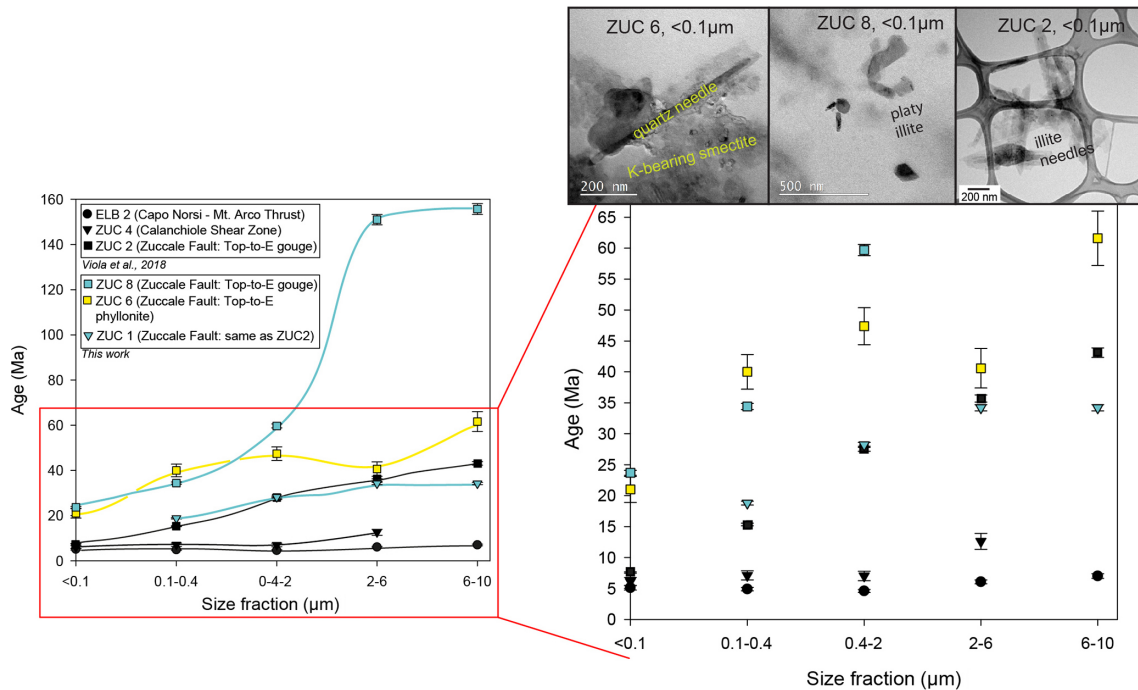 ZUC 6, <0.1µm
quartz needle
K-bearing smectite
200 nm
ZUC 8, <0.1µm
platy
illite
500 nm
ZUC 2, <0.1µm
illite
needles
200 nm
Age (Ma)
160
140
120
100
80
60
40
20
0
ELB 2 (Capo Norsi - Mt. Arco Thrust)
ZUC 4 (Calanchiole Shear Zone)
ZUC 2 (Zuccale Fault: Top-to-E gouge)
Viola et al., 2018
ZUC 8 (Zuccale Fault: Top-to-E gouge)
ZUC 6 (Zuccale Fault: Top-to-E
phyllonite)
ZUC 1 (Zuccale Fault: same as ZUC2)
This work
<0.1
0.1-0.4
0-4-2
2-6
6-10
Size fraction (µm)
Age (Ma)
65
60
55
50
45
40
35
30
25
20
15
10
5
0
<0.1
0.1-0.4
0.4-2
2-6
6-10
Size fraction (µm)